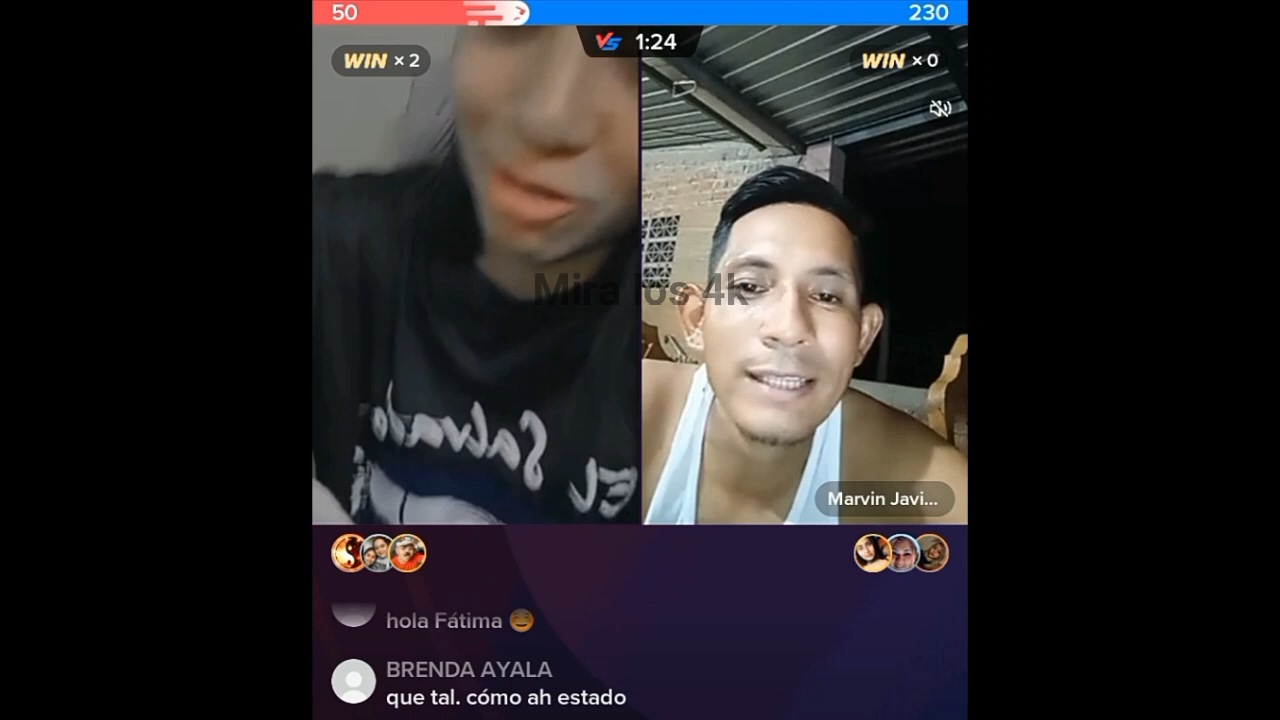 50
230
VS 1:24
WIN × 2
WIN × 0
Mira los 4k
EL Salvador
Marvin Javi...
hola Fátima 😊
BRENDA AYALA
que tal. cómo ah estado